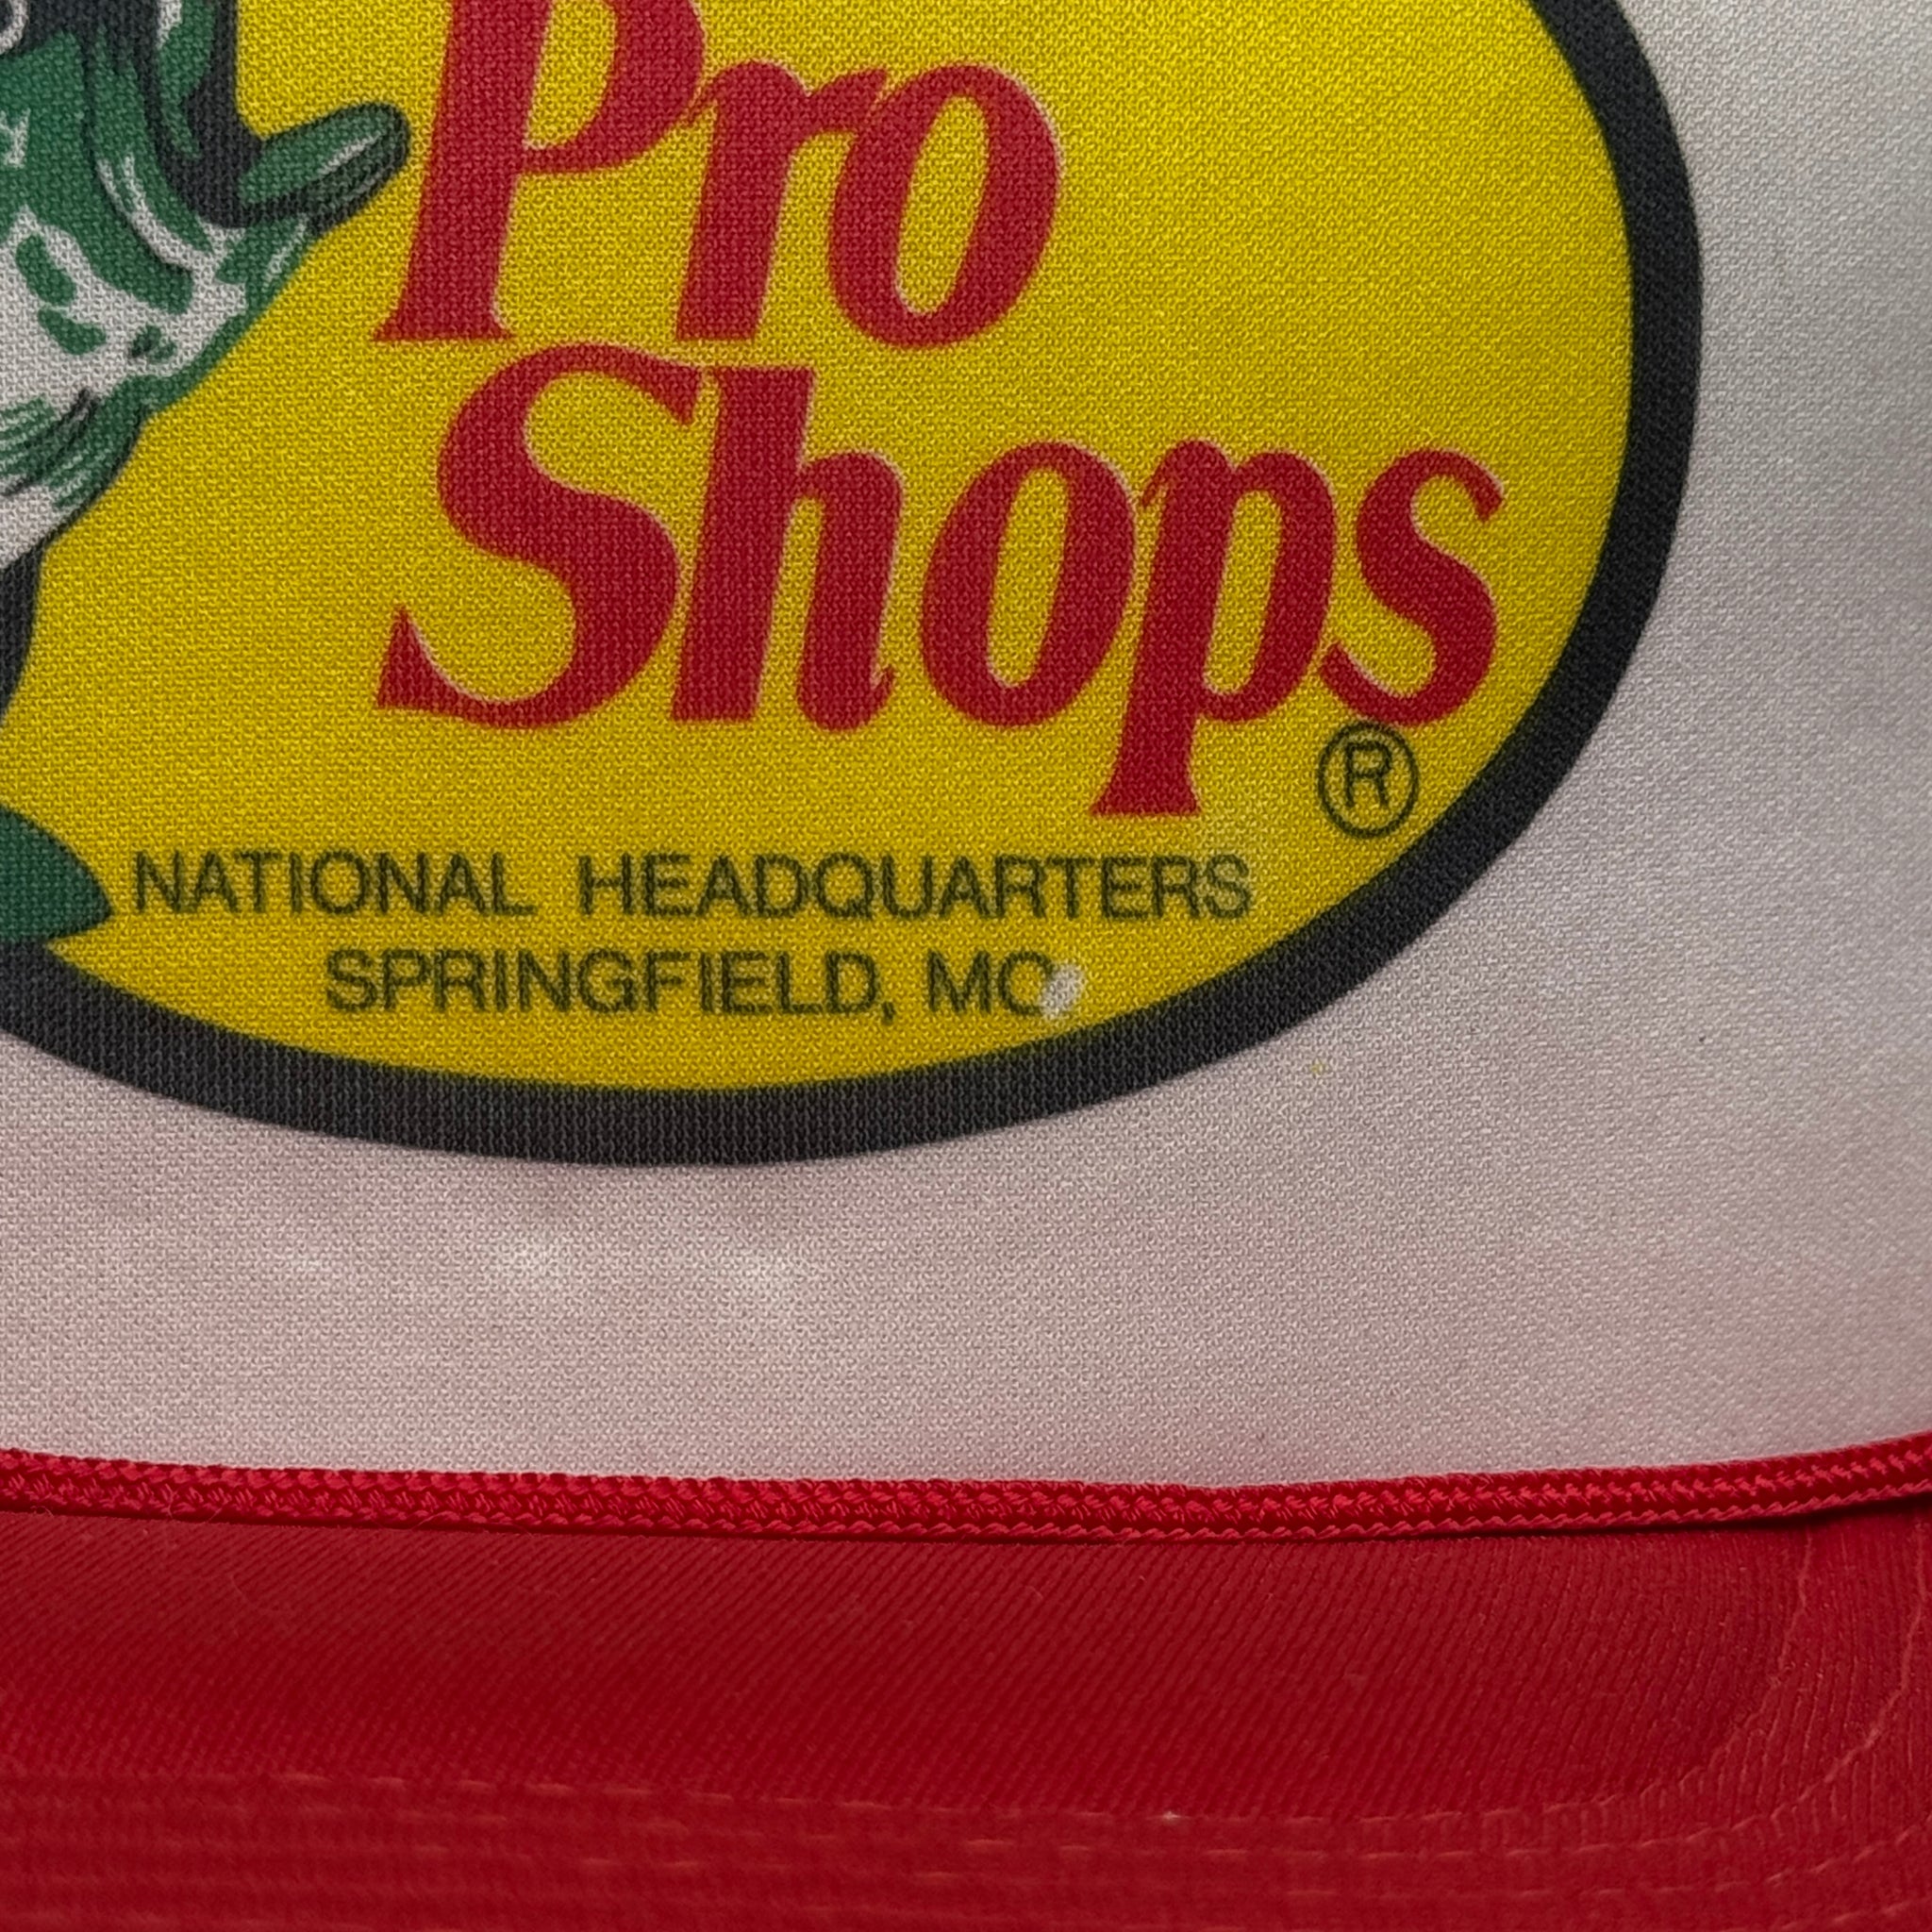 Pro
Shops
®
NATIONAL HEADQUARTERS
SPRINGFIELD, MO